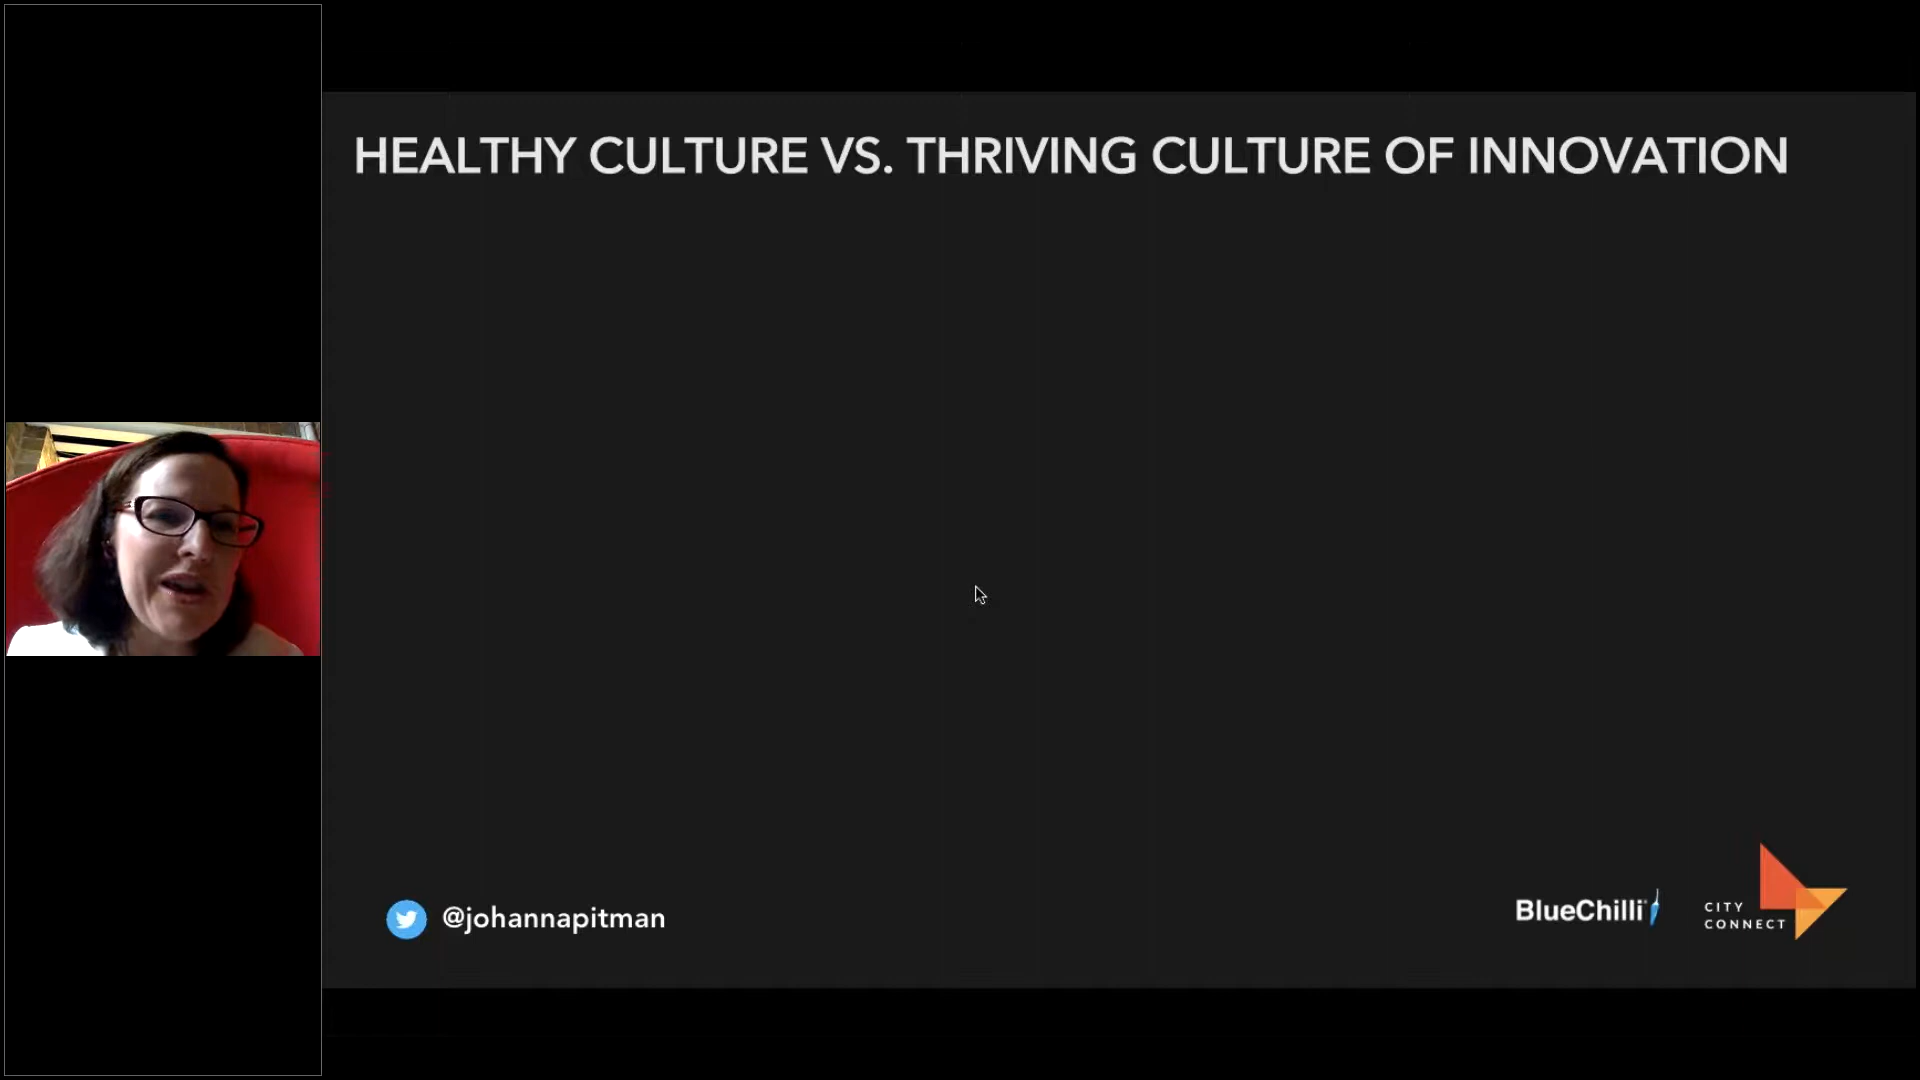 HEALTHY CULTURE VS. THRIVING CULTURE OF INNOVATION
@johannapitman
BlueChilli
CITY
CONNECT